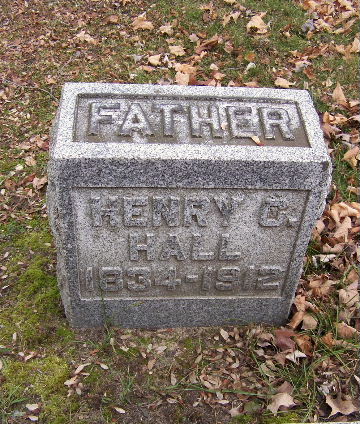 FATHER
HENRY C.
HALL
1834-1912